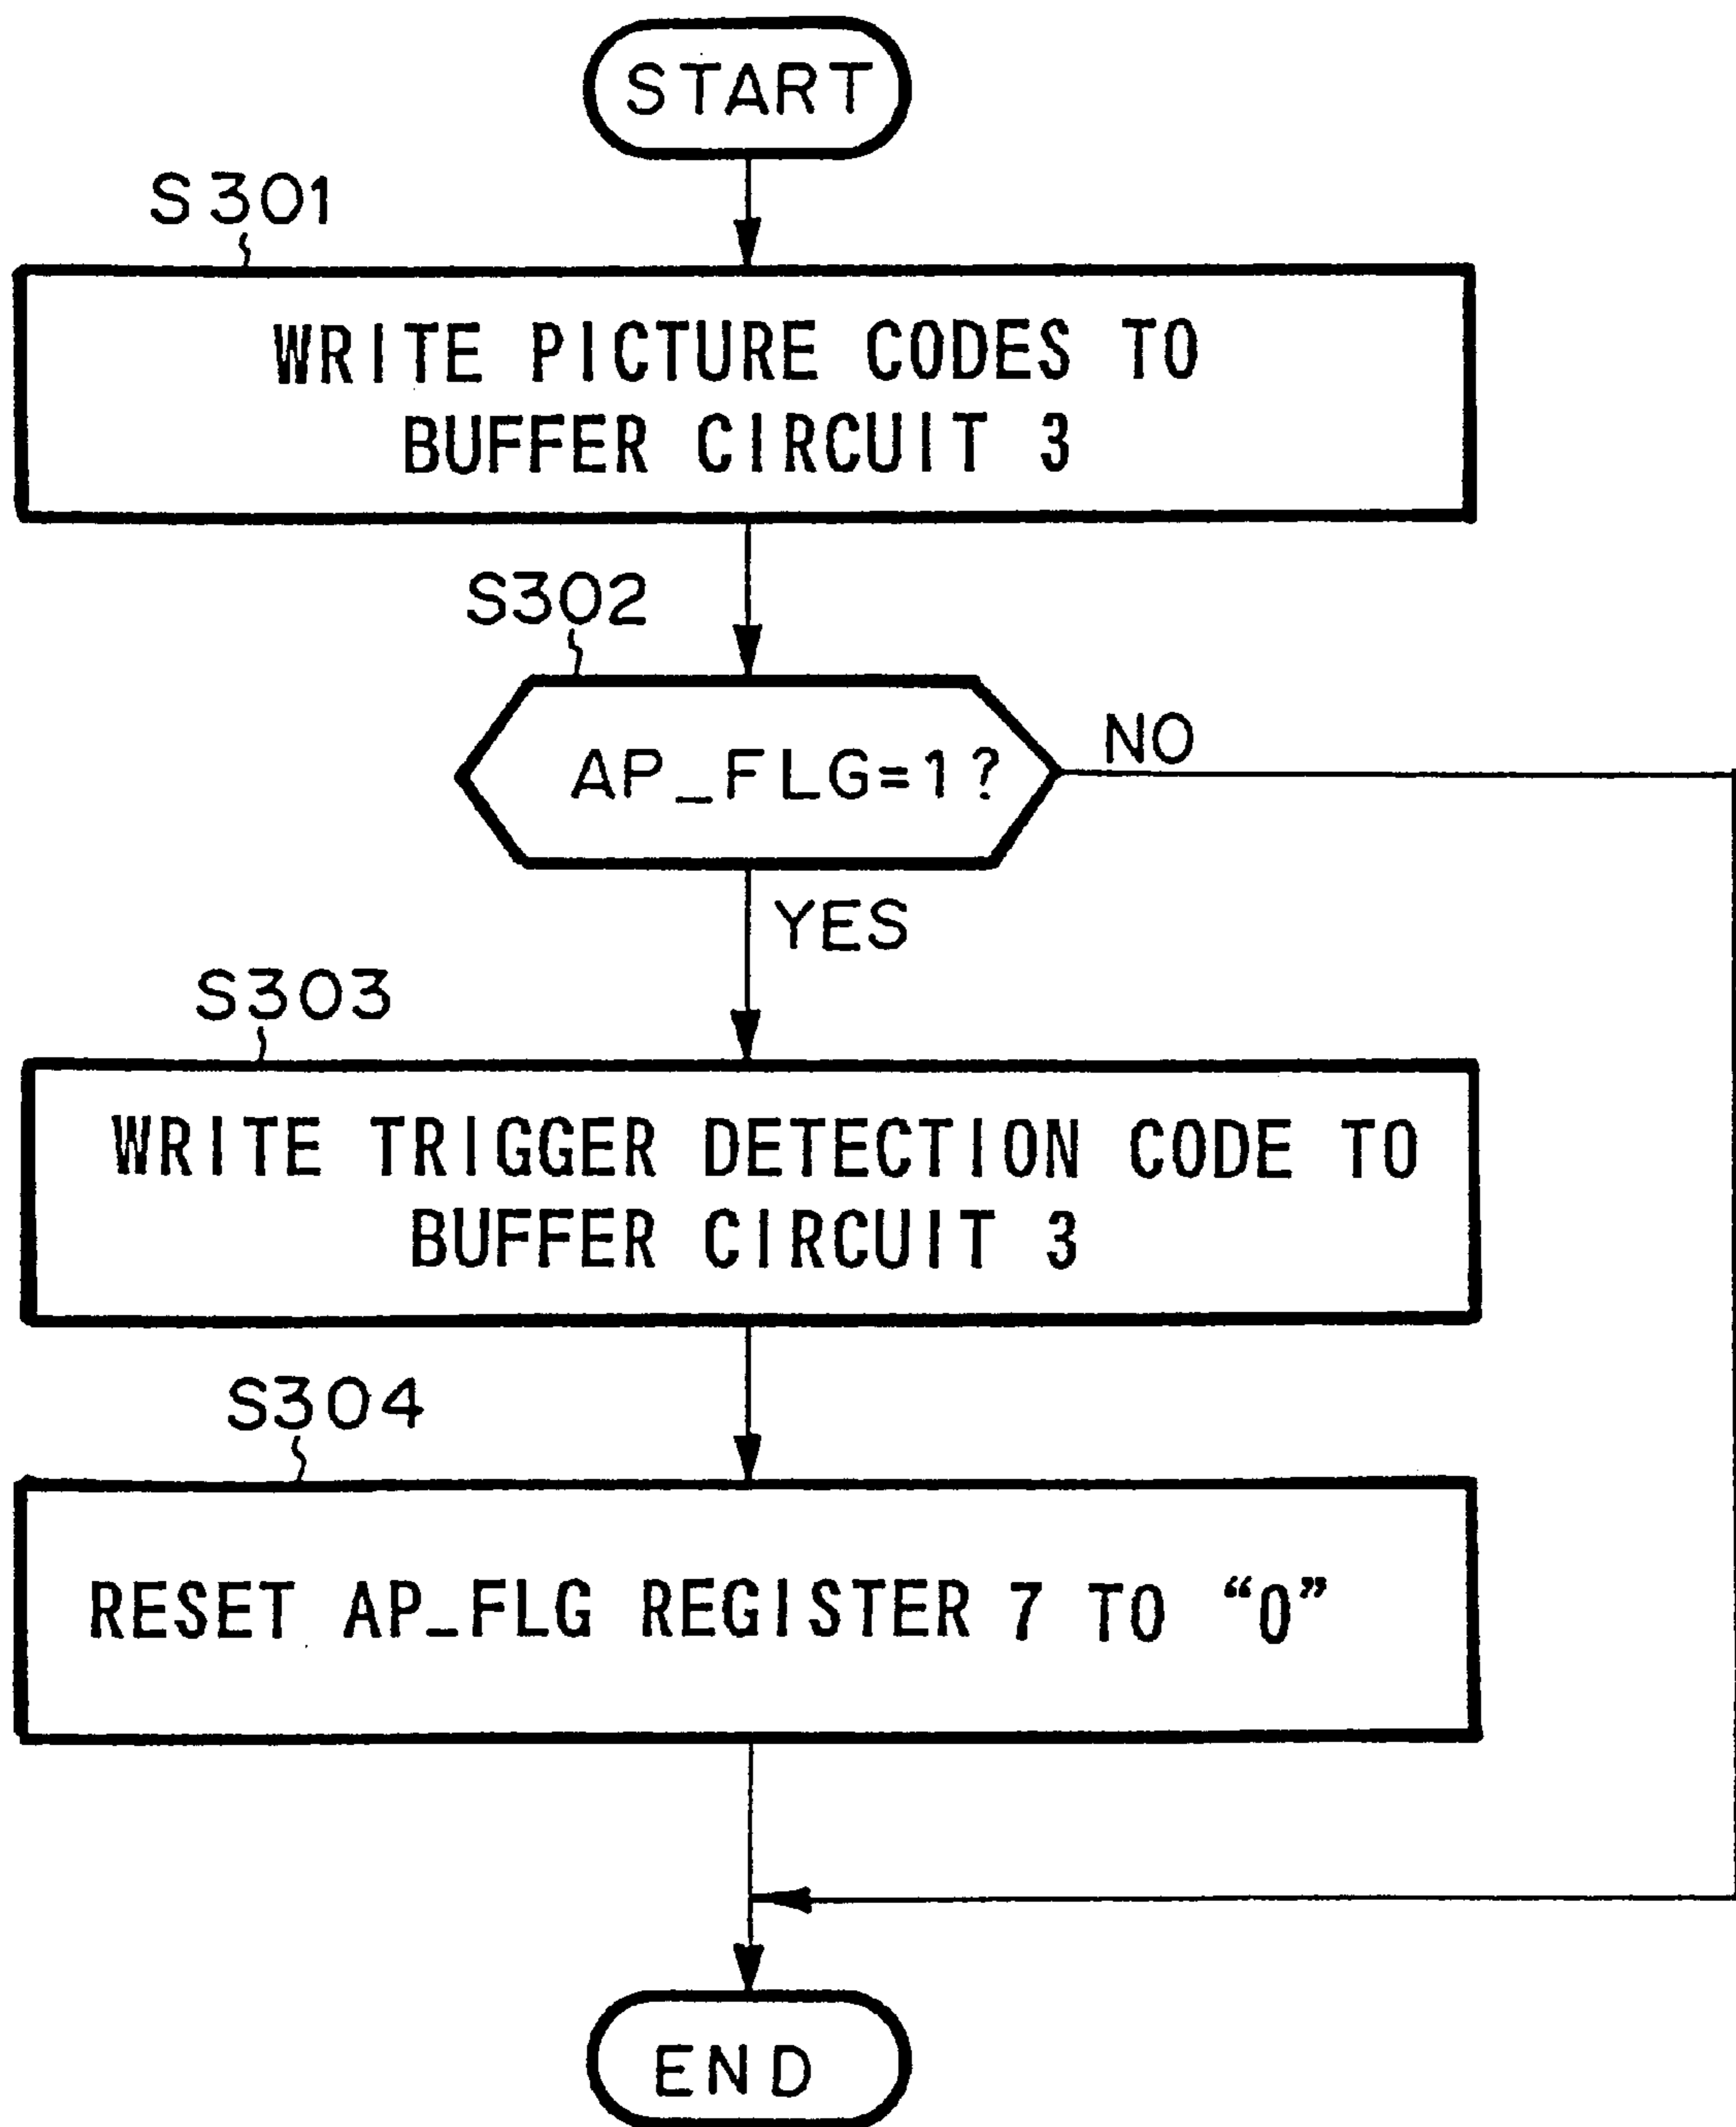 START
S301
WRITE PICTURE CODES TO
BUFFER CIRCUIT 3
S302
AP_FLG=1?
NO
YES
S303
WRITE TRIGGER DETECTION CODE TO
BUFFER CIRCUIT 3
S304
RESET AP_FLG REGISTER 7 TO “0”
END